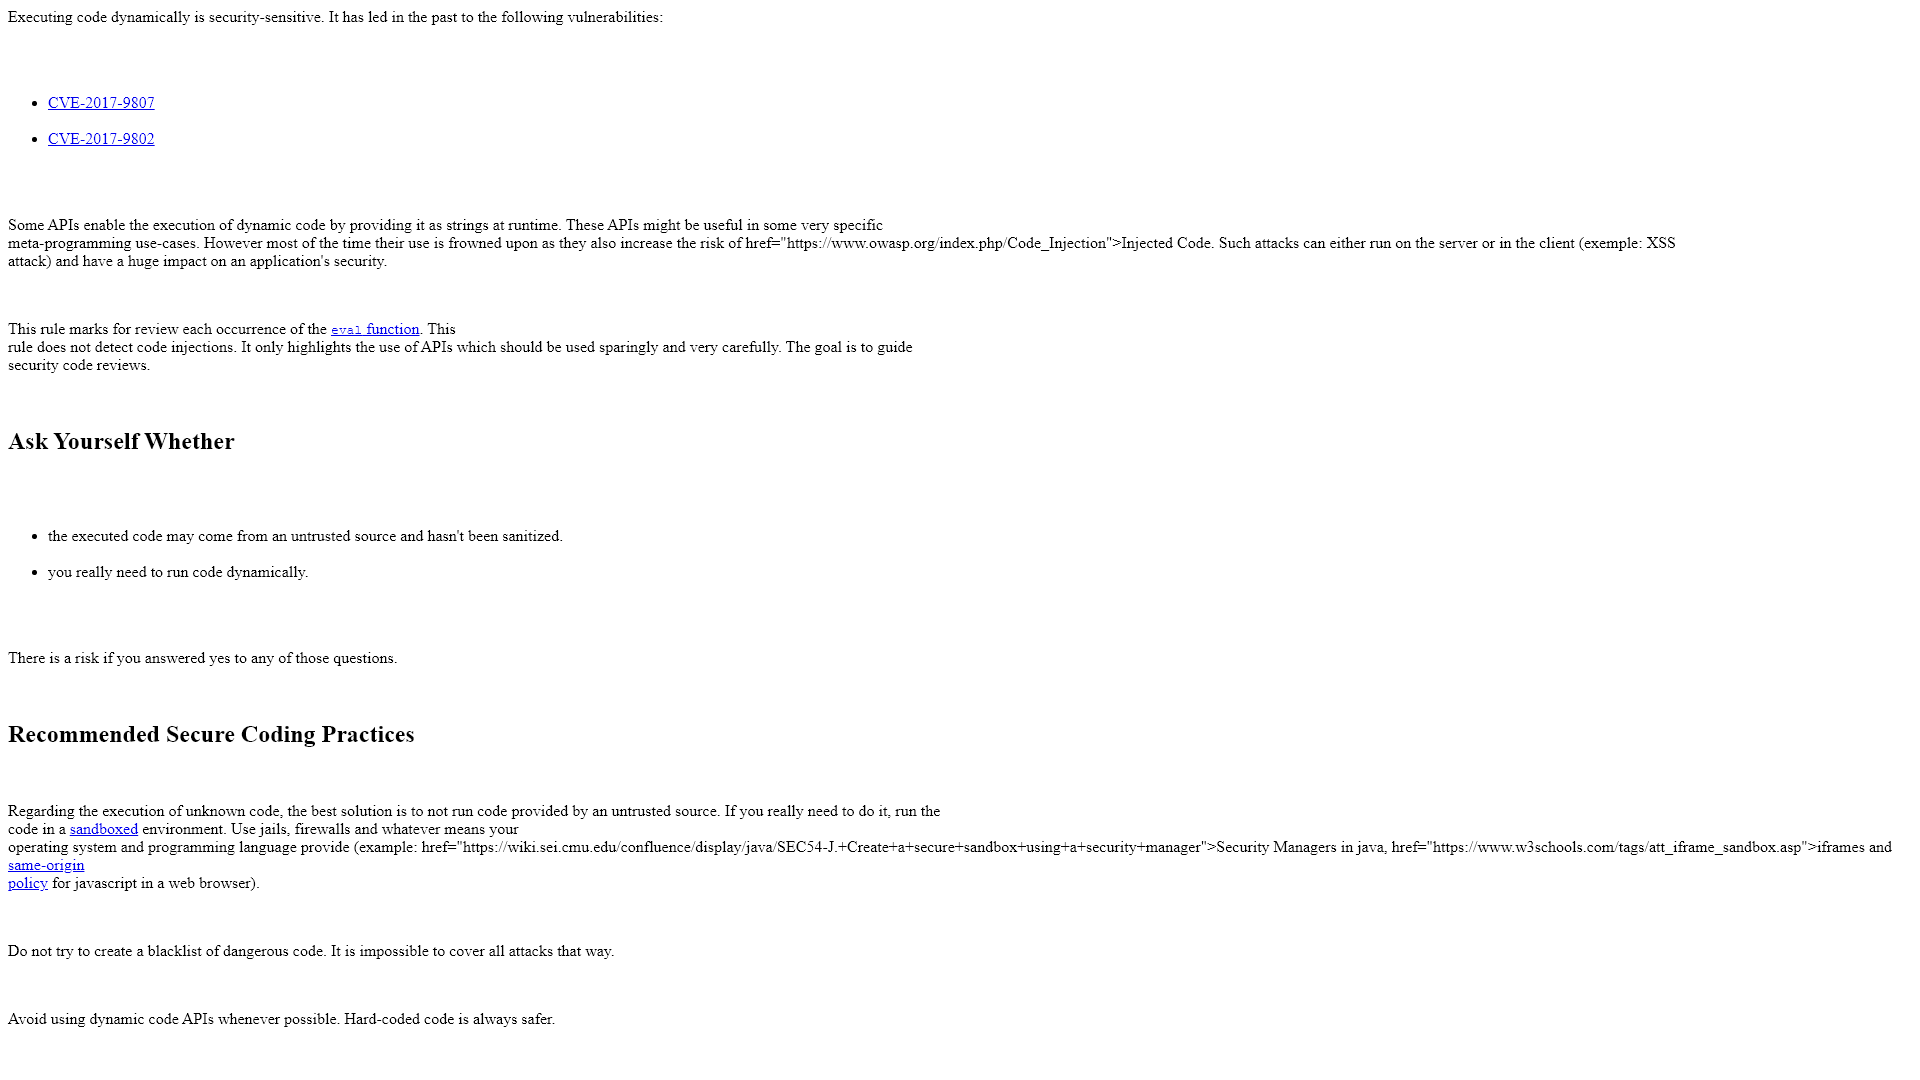 Executing code dynamically is security-sensitive. It has led in the past to the following vulnerabilities:
CVE-2017-9807
CVE-2017-9802
Some APIs enable the execution of dynamic code by providing it as strings at runtime. These APIs might be useful in some very specific
meta-programming use-cases. However most of the time their use is frowned upon as they also increase the risk of href="https://www.owasp.org/index.php/Code_Injection">Injected Code. Such attacks can either run on the server or in the client (exemple: XSS
attack) and have a huge impact on an application's security.
This rule marks for review each occurrence of the eval function. This
rule does not detect code injections. It only highlights the use of APIs which should be used sparingly and very carefully. The goal is to guide
security code reviews.
Ask Yourself Whether
the executed code may come from an untrusted source and hasn't been sanitized.
you really need to run code dynamically.
There is a risk if you answered yes to any of those questions.
Recommended Secure Coding Practices
Regarding the execution of unknown code, the best solution is to not run code provided by an untrusted source. If you really need to do it, run the
code in a sandboxed environment. Use jails, firewalls and whatever means your
operating system and programming language provide (example: href="https://wiki.sei.cmu.edu/confluence/display/java/SEC54-J.+Create+a+secure+sandbox+using+a+security+manager">Security Managers in java, href="https://www.w3schools.com/tags/att_iframe_sandbox.asp">iframes and
same-origin
policy for javascript in a web browser).
Do not try to create a blacklist of dangerous code. It is impossible to cover all attacks that way.
Avoid using dynamic code APIs whenever possible. Hard-coded code is always safer.